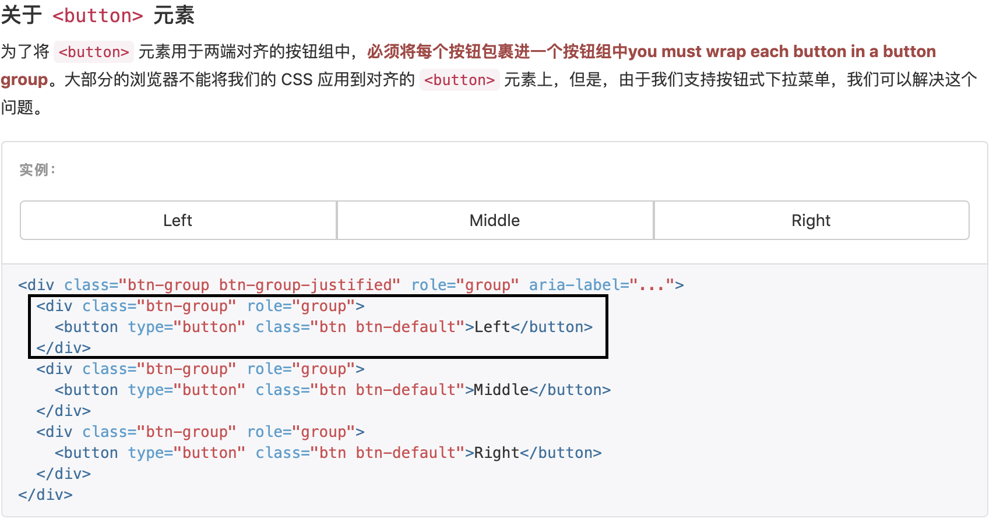 关于 <button> 元素
为了将 <button> 元素用于两端对齐的按钮组中，必须将每个按钮包裹进一个按钮组中you must wrap each button in a button
group。大部分的浏览器不能将我们的 CSS 应用到对齐的 <button> 元素上，但是，由于我们支持按钮式下拉菜单，我们可以解决这个
问题。
实例：
Left Middle Right
<div class="btn-group btn-group-justified" role="group" aria-label="...">
  <div class="btn-group" role="group">
    <button type="button" class="btn btn-default">Left</button>
  </div>
  <div class="btn-group" role="group">
    <button type="button" class="btn btn-default">Middle</button>
  </div>
  <div class="btn-group" role="group">
    <button type="button" class="btn btn-default">Right</button>
  </div>
</div>